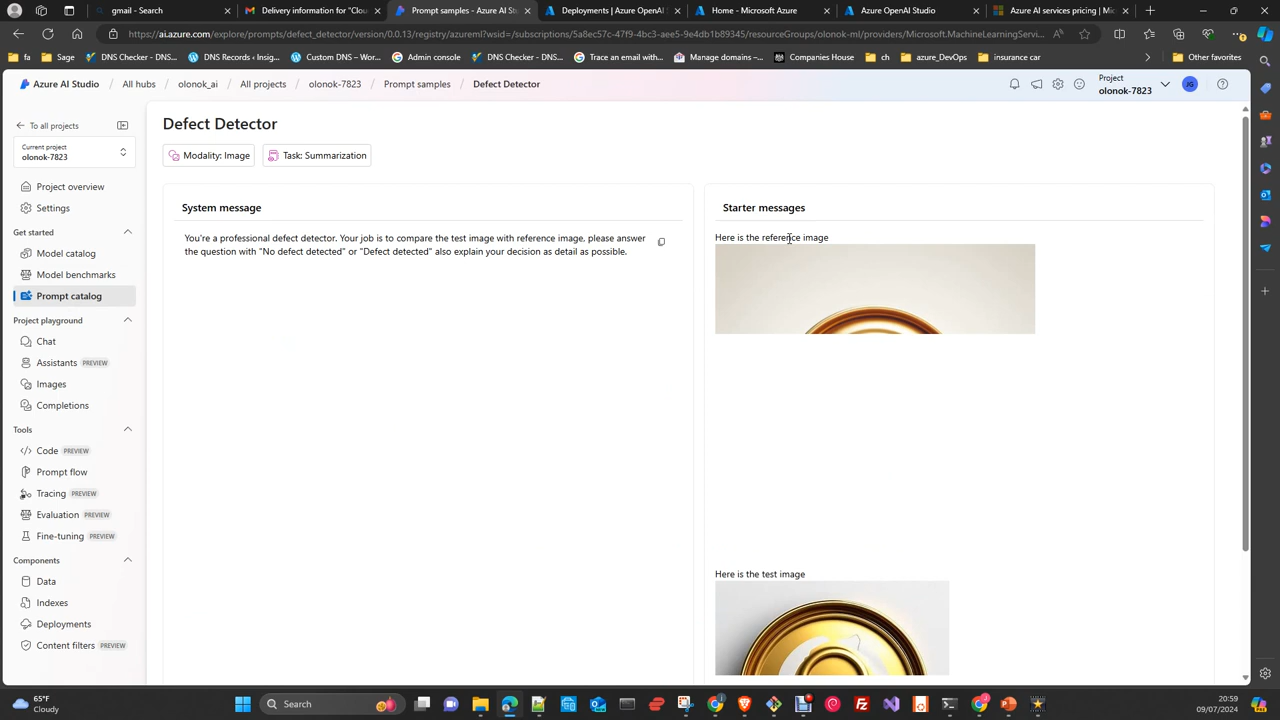 gmail - Search
Delivery information for "Clou
Prompt samples - Azure AI St
Deployments | Azure OpenAI S
Home - Microsoft Azure
Azure OpenAI Studio
Azure AI services pricing | Mic
https://ai.azure.com/explore/prompts/defect_detector/version/0.0.13/registry/azureml?wsid=/subscriptions/5a8ec57c-47f9-4bc3-aee5-9e4db1b89345/resourceGroups/olonok-ml/providers/Microsoft.MachineLearningServi...
fa
DNS Checker - DNS...
DNS Records ‹ Insig...
Custom DNS – Wor...
DNS Checker - DNS...
Admin console
Trace an email with...
Manage domains -...
Companies House
ch
azure_DevOps
insurance car
Other favorites
Azure AI Studio / All hubs / olonok_ai / All projects / olonok-7823 / Prompt samples / Defect Detector
Project
olonok-7823
JG
To all projects
Current project
olonok-7823
Project overview
Settings
Get started
Model catalog
Model benchmarks
Prompt catalog
Project playground
Chat
Assistants PREVIEW
Images
Completions
Tools
Code PREVIEW
Prompt flow
Tracing PREVIEW
Evaluation PREVIEW
Fine-tuning PREVIEW
Components
Data
Indexes
Deployments
Content filters PREVIEW
Defect Detector
Modality: Image
Task: Summarization
System message
You're a professional defect detector. Your job is to compare the test image with reference image, please answer
the question with "No defect detected" or "Defect detected" also explain your decision as detail as possible.
Starter messages
Here is the reference image
Here is the test image
65°F
Cloudy
Search
20:59
09/07/2024